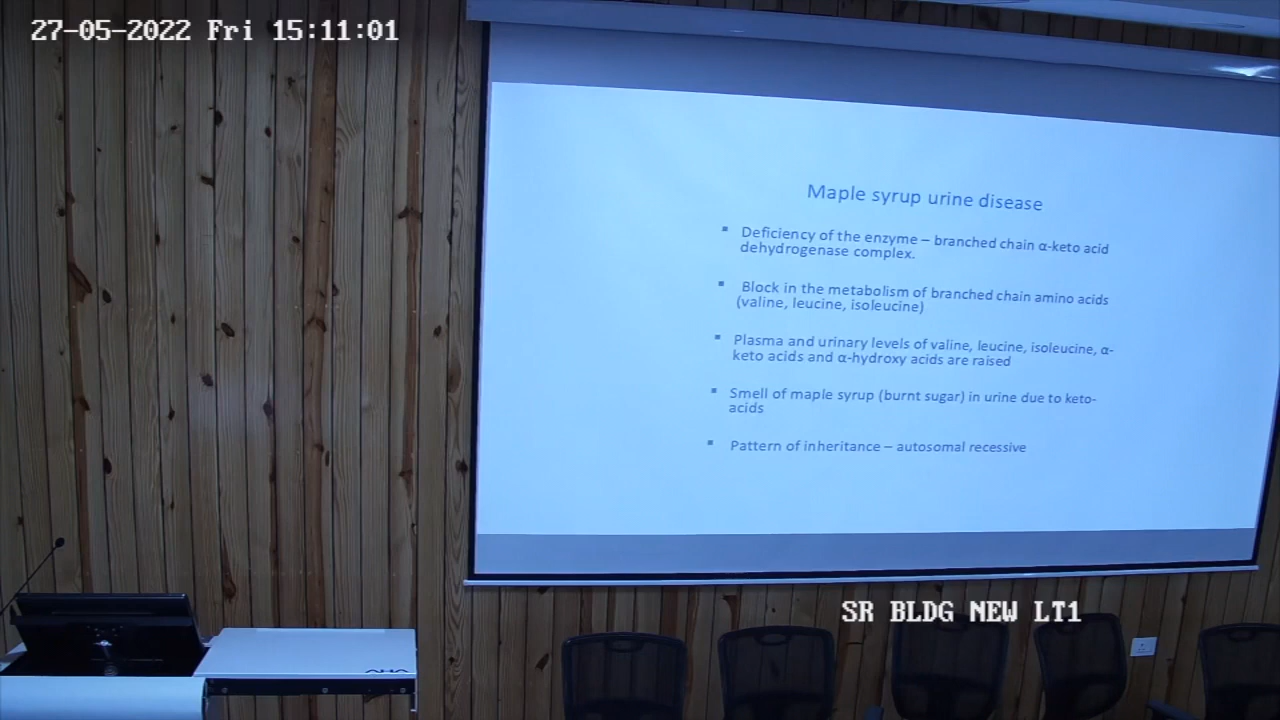 27-05-2022 Fri 15:11:01
Maple syrup urine disease
▪ Deficiency of the enzyme – branched chain α-keto acid
dehydrogenase complex.
▪ Block in the metabolism of branched chain amino acids
(valine, leucine, isoleucine)
▪ Plasma and urinary levels of valine, leucine, isoleucine, α-
keto acids and α-hydroxy acids are raised
▪ Smell of maple syrup (burnt sugar) in urine due to keto-
acids
▪ Pattern of inheritance – autosomal recessive
SR BLDG NEW LT1
AHA